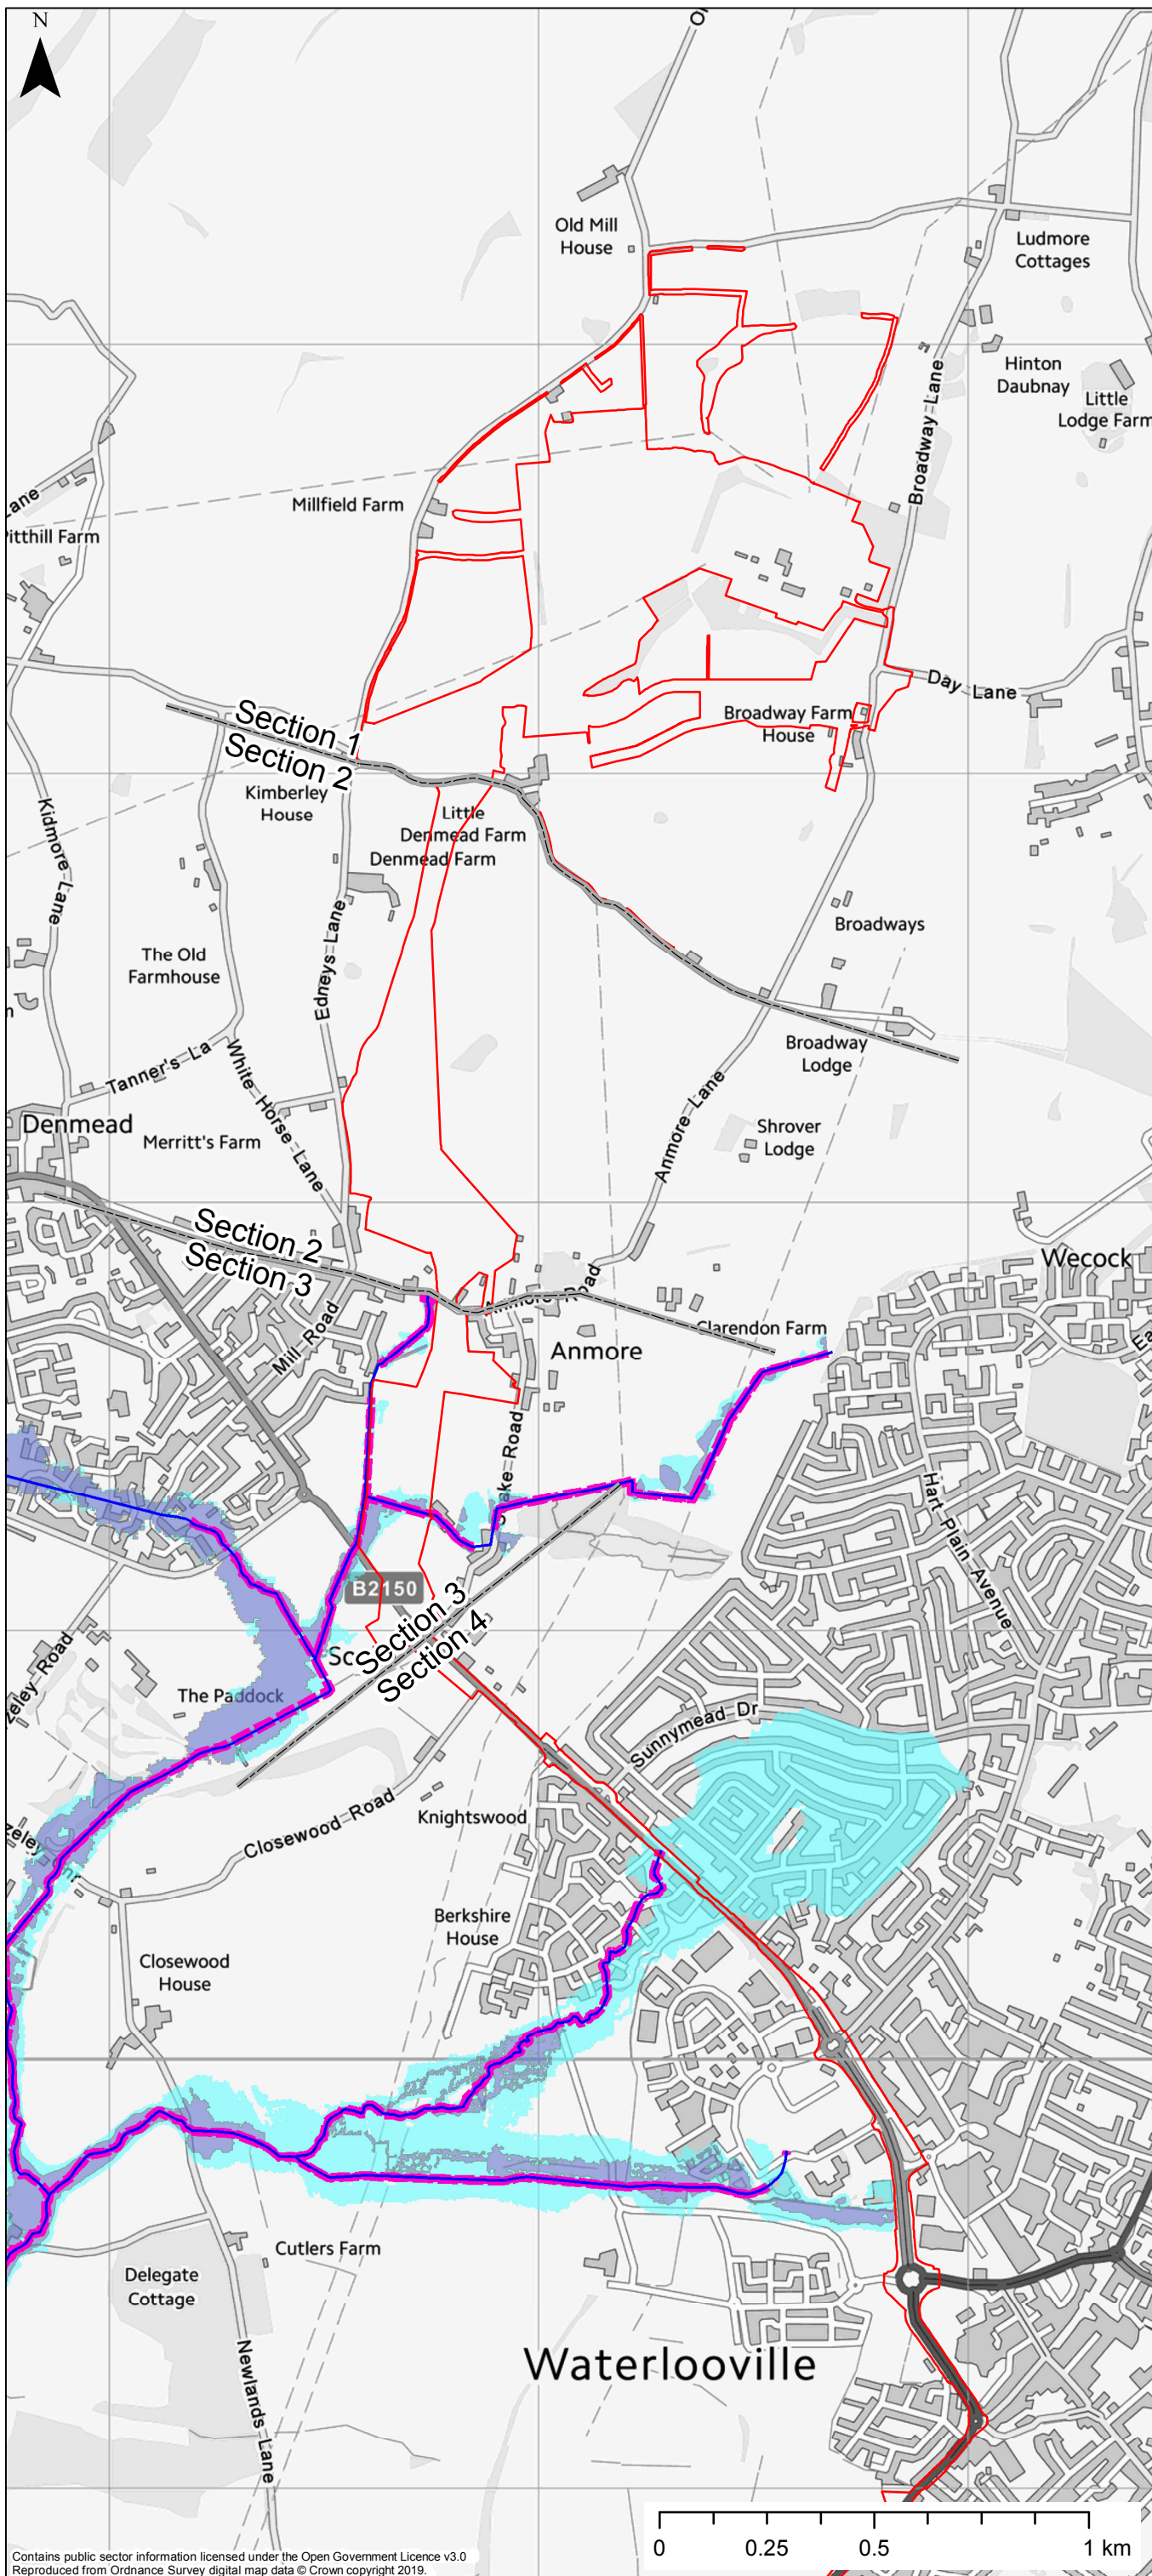 N
Old Mill
House
Ludmore
Cottages
Hinton
Daubnay
Little
Lodge Farm
Broadway Lane
Lane
Millfield Farm
Day Lane
Broadway Farm
House
Section 1
Section 2
Kimberley
House
Little
Denmead Farm
Denmead Farm
Kidmore Lane
Edneys Lane
Broadways
The Old
Farmhouse
Broadway
Lodge
Tanner's La
White Horse Lane
Anmore Lane
Denmead
Merritt's Farm
Shrover
Lodge
Section 2
Section 3
Wecock
Anmore Road
Clarendon Farm
Mill Road
Anmore
Hart Plain Avenue
B2150
Section 3
Section 4
The Paddock
Sunnymead Dr
Knightswood
Closewood Road
Berkshire
House
Closewood
House
Cutlers Farm
Delegate
Cottage
Newlands Lane
Waterlooville
0 0.25 0.5 1 km
Contains public sector information licensed under the Open Government Licence v3.0
Reproduced from Ordnance Survey digital map data © Crown copyright 2019.